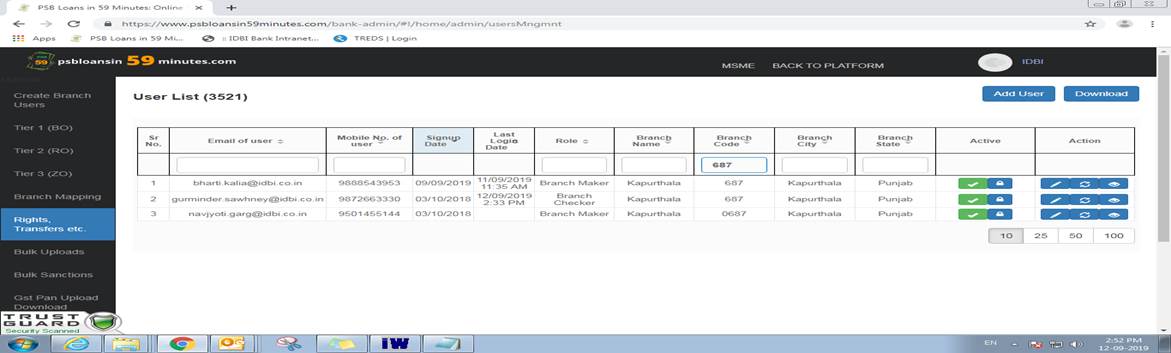 PSB Loans in 59 Minutes: Online
https://www.psbloansin59minutes.com/bank-admin/#!/home/admin/usersMngmnt
Apps PSB Loans in 59 Mi... :: IDBI Bank Intranet... TREDS | Login
59 psbloansin 59 minutes.com
MSME BACK TO PLATFORM IDBI
Create Branch
Users
Tier 1 (BO)
Tier 2 (RO)
Tier 3 (ZO)
Branch Mapping
Rights,
Transfers etc.
Bulk Uploads
Bulk Sanctions
Gst Pan Upload
Download
User List (3521) Add User Download
Sr No. Email of user Mobile No. of user Signup Date Last Login Date Role Branch Name Branch Code Branch City Branch State Active Action
687
1 bharti.kalia@idbi.co.in 9888543953 09/09/2019 11/09/2019 11:35 AM Branch Maker Kapurthala 687 Kapurthala Punjab
2 gurminder.sawhney@idbi.co.in 9872663330 03/10/2018 12/09/2019 2:33 PM Branch Checker Kapurthala 687 Kapurthala Punjab
3 navjyoti.garg@idbi.co.in 9501455144 03/10/2018 Branch Maker Kapurthala 0687 Kapurthala Punjab
10 25 50 100
TRUST
GUARD
Security Scanned
iW
EN 2:52 PM
12-09-2019